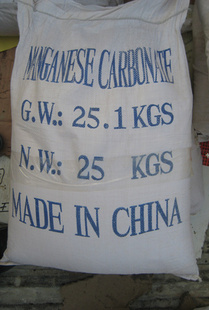 MANGANESE CARBONATE
G.W.: 25.1 KGS
N.W.: 25 KGS
MADE IN CHINA